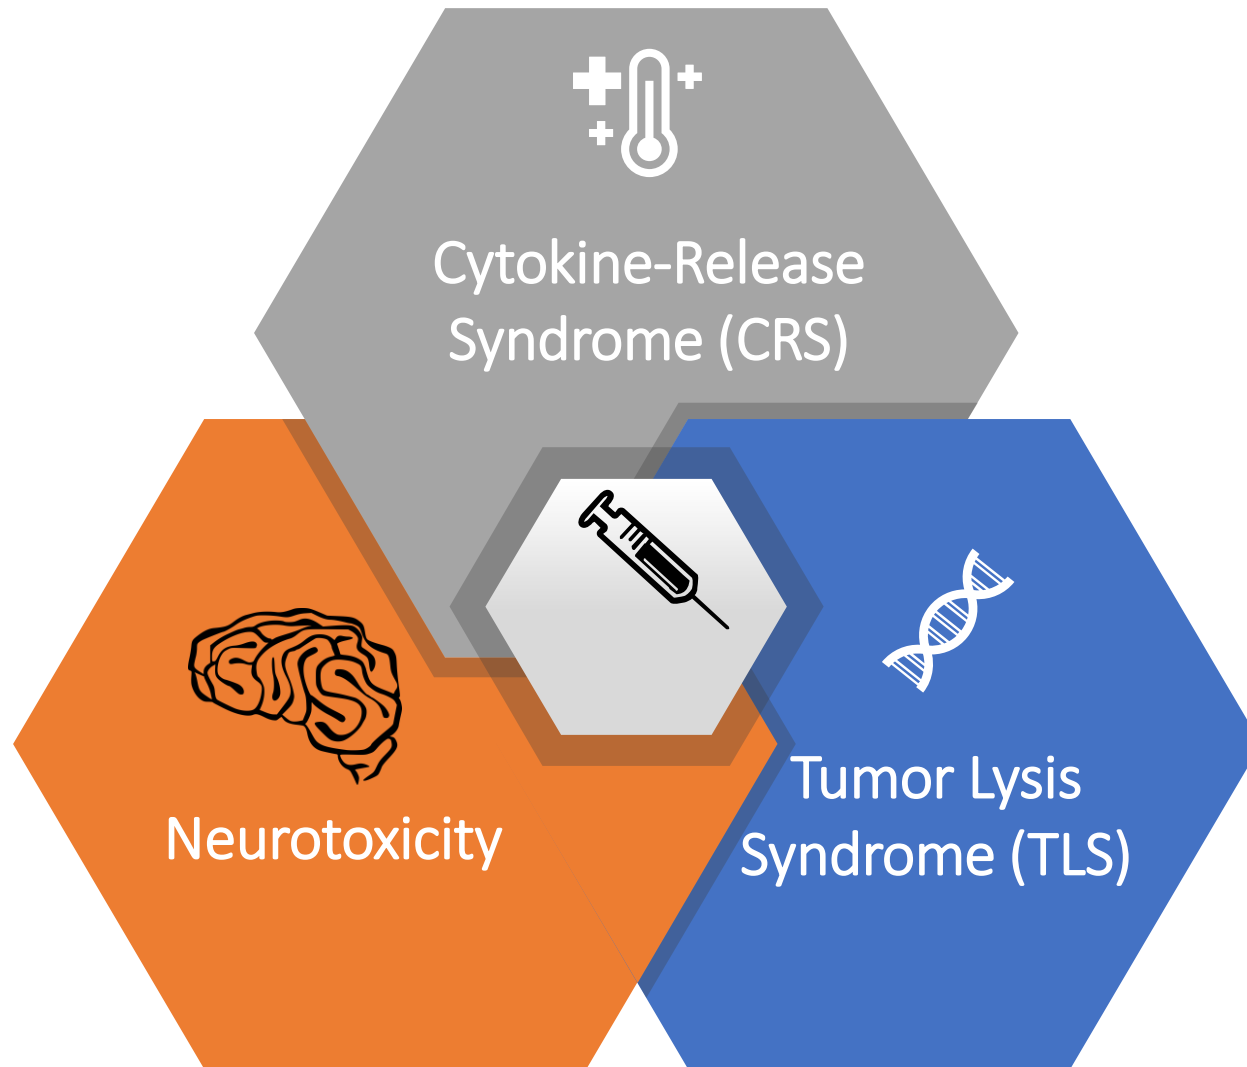 Cytokine-Release
Syndrome (CRS)
Neurotoxicity
Tumor Lysis
Syndrome (TLS)